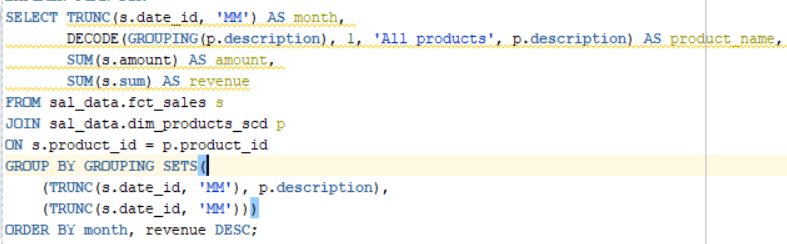 SELECT TRUNC(s.date_id, 'MM') AS month,
       DECODE(GROUPING(p.description), 1, 'All products', p.description) AS product_name,
       SUM(s.amount) AS amount,
       SUM(s.sum) AS revenue
FROM sal_data.fct_sales s
JOIN sal_data.dim_products_scd p
ON s.product_id = p.product_id
GROUP BY GROUPING SETS(
    (TRUNC(s.date_id, 'MM'), p.description),
    (TRUNC(s.date_id, 'MM')))
ORDER BY month, revenue DESC;